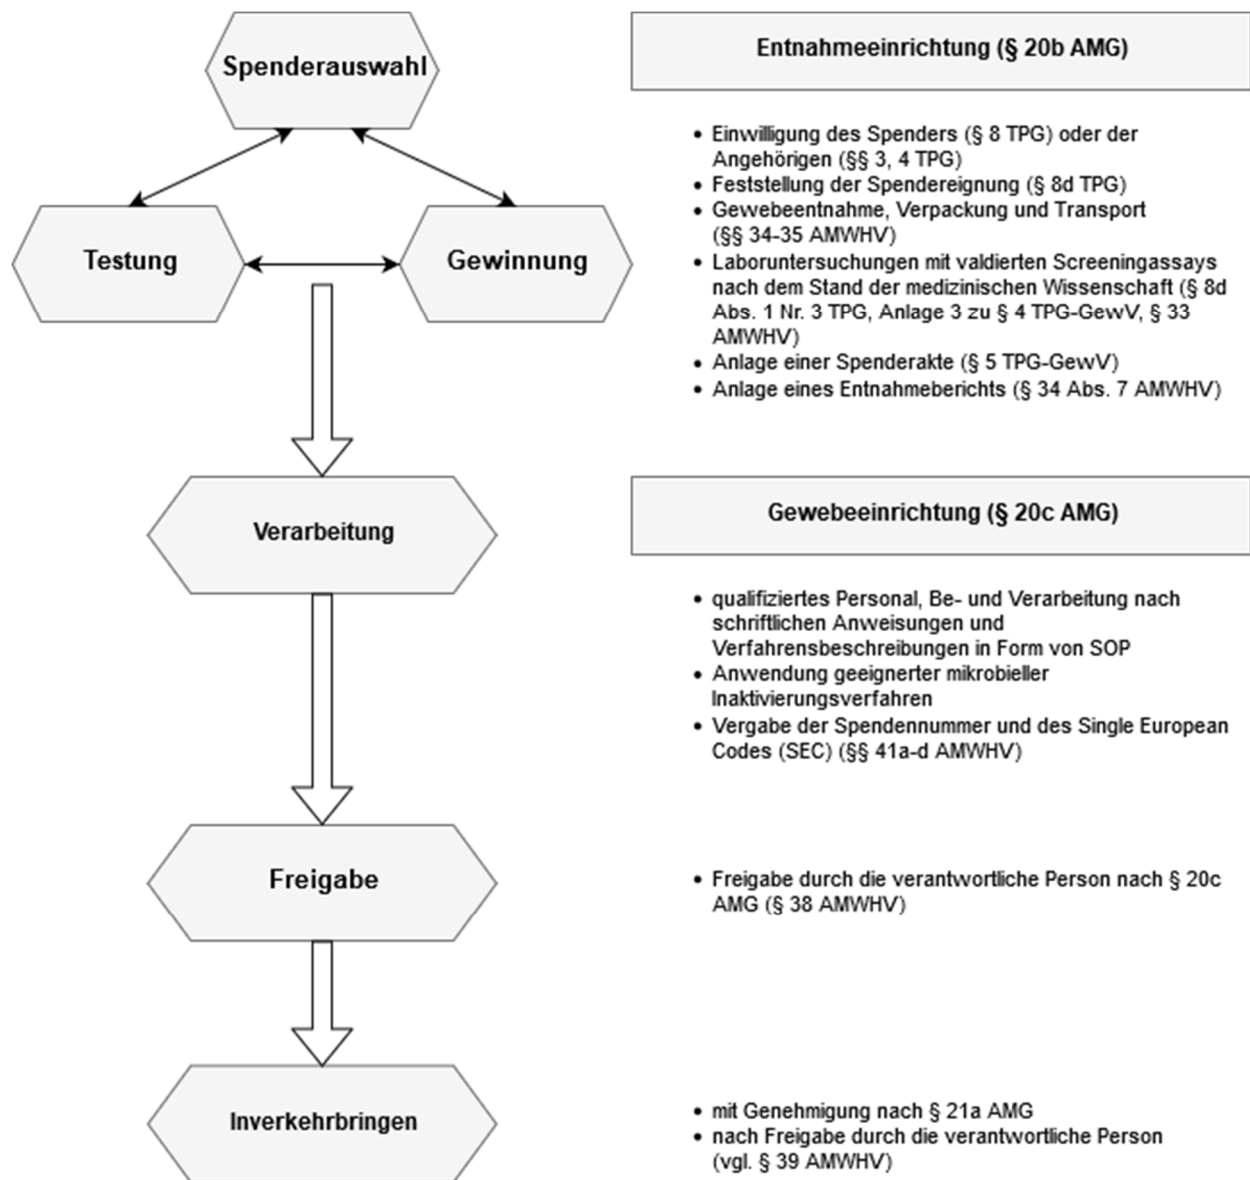 Spenderauswahl
Testung
Gewinnung
Entnahmeeinrichtung (§ 20b AMG)
• Einwilligung des Spenders (§ 8 TPG) oder der
Angehörigen (§§ 3, 4 TPG)
• Feststellung der Spendereignung (§ 8d TPG)
• Gewebeentnahme, Verpackung und Transport
(§§ 34-35 AMWHV)
• Laboruntersuchungen mit valdierten Screeningassays
nach dem Stand der medizinischen Wissenschaft (§ 8d
Abs. 1 Nr. 3 TPG, Anlage 3 zu § 4 TPG-GewV, § 33
AMWHV)
• Anlage einer Spenderakte (§ 5 TPG-GewV)
• Anlage eines Entnahmeberichts (§ 34 Abs. 7 AMWHV)
Verarbeitung
Gewebeeinrichtung (§ 20c AMG)
• qualifiziertes Personal, Be- und Verarbeitung nach
schriftlichen Anweisungen und
Verfahrensbeschreibungen in Form von SOP
• Anwendung geeignerter mikrobieller
Inaktivierungsverfahren
• Vergabe der Spendennummer und des Single European
Codes (SEC) (§§ 41a-d AMWHV)
Freigabe
• Freigabe durch die verantwortliche Person nach § 20c
AMG (§ 38 AMWHV)
Inverkehrbringen
• mit Genehmigung nach § 21a AMG
• nach Freigabe durch die verantwortliche Person
(vgl. § 39 AMWHV)